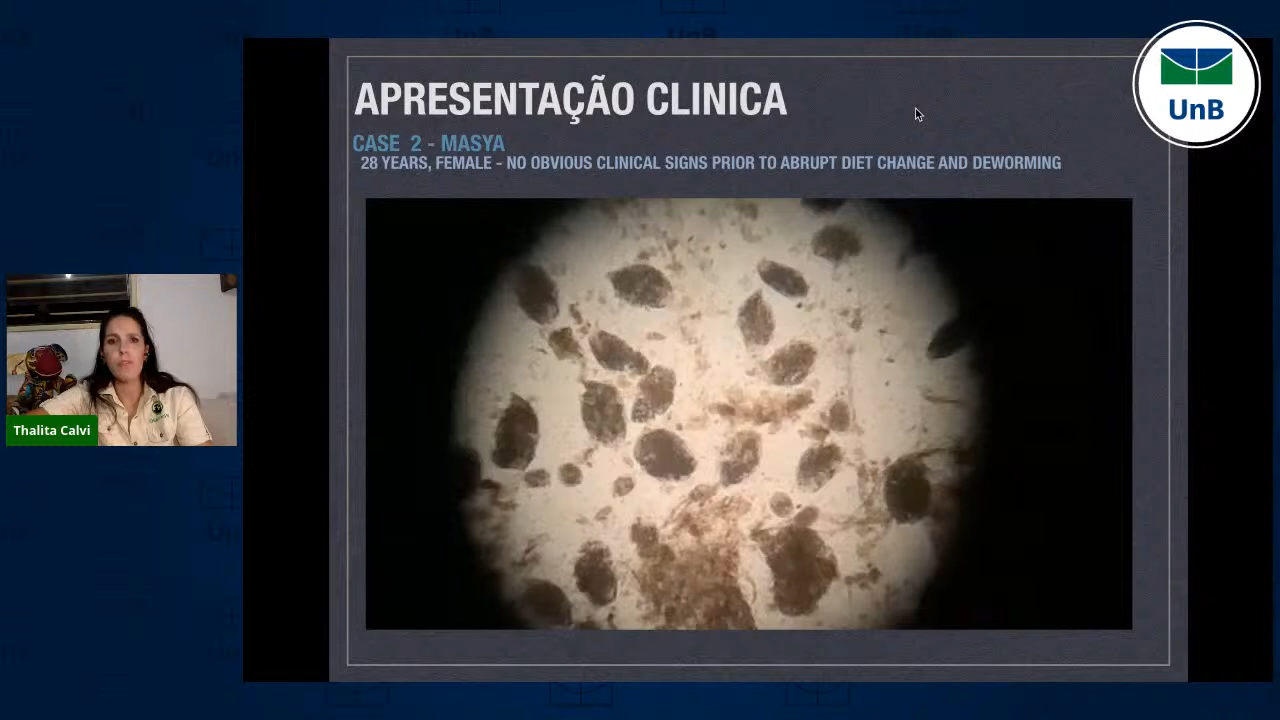 APRESENTAÇÃO CLINICA
CASE 2 - MASYA
28 YEARS, FEMALE - NO OBVIOUS CLINICAL SIGNS PRIOR TO ABRUPT DIET CHANGE AND DEWORMING
UnB
Thalita Calvi